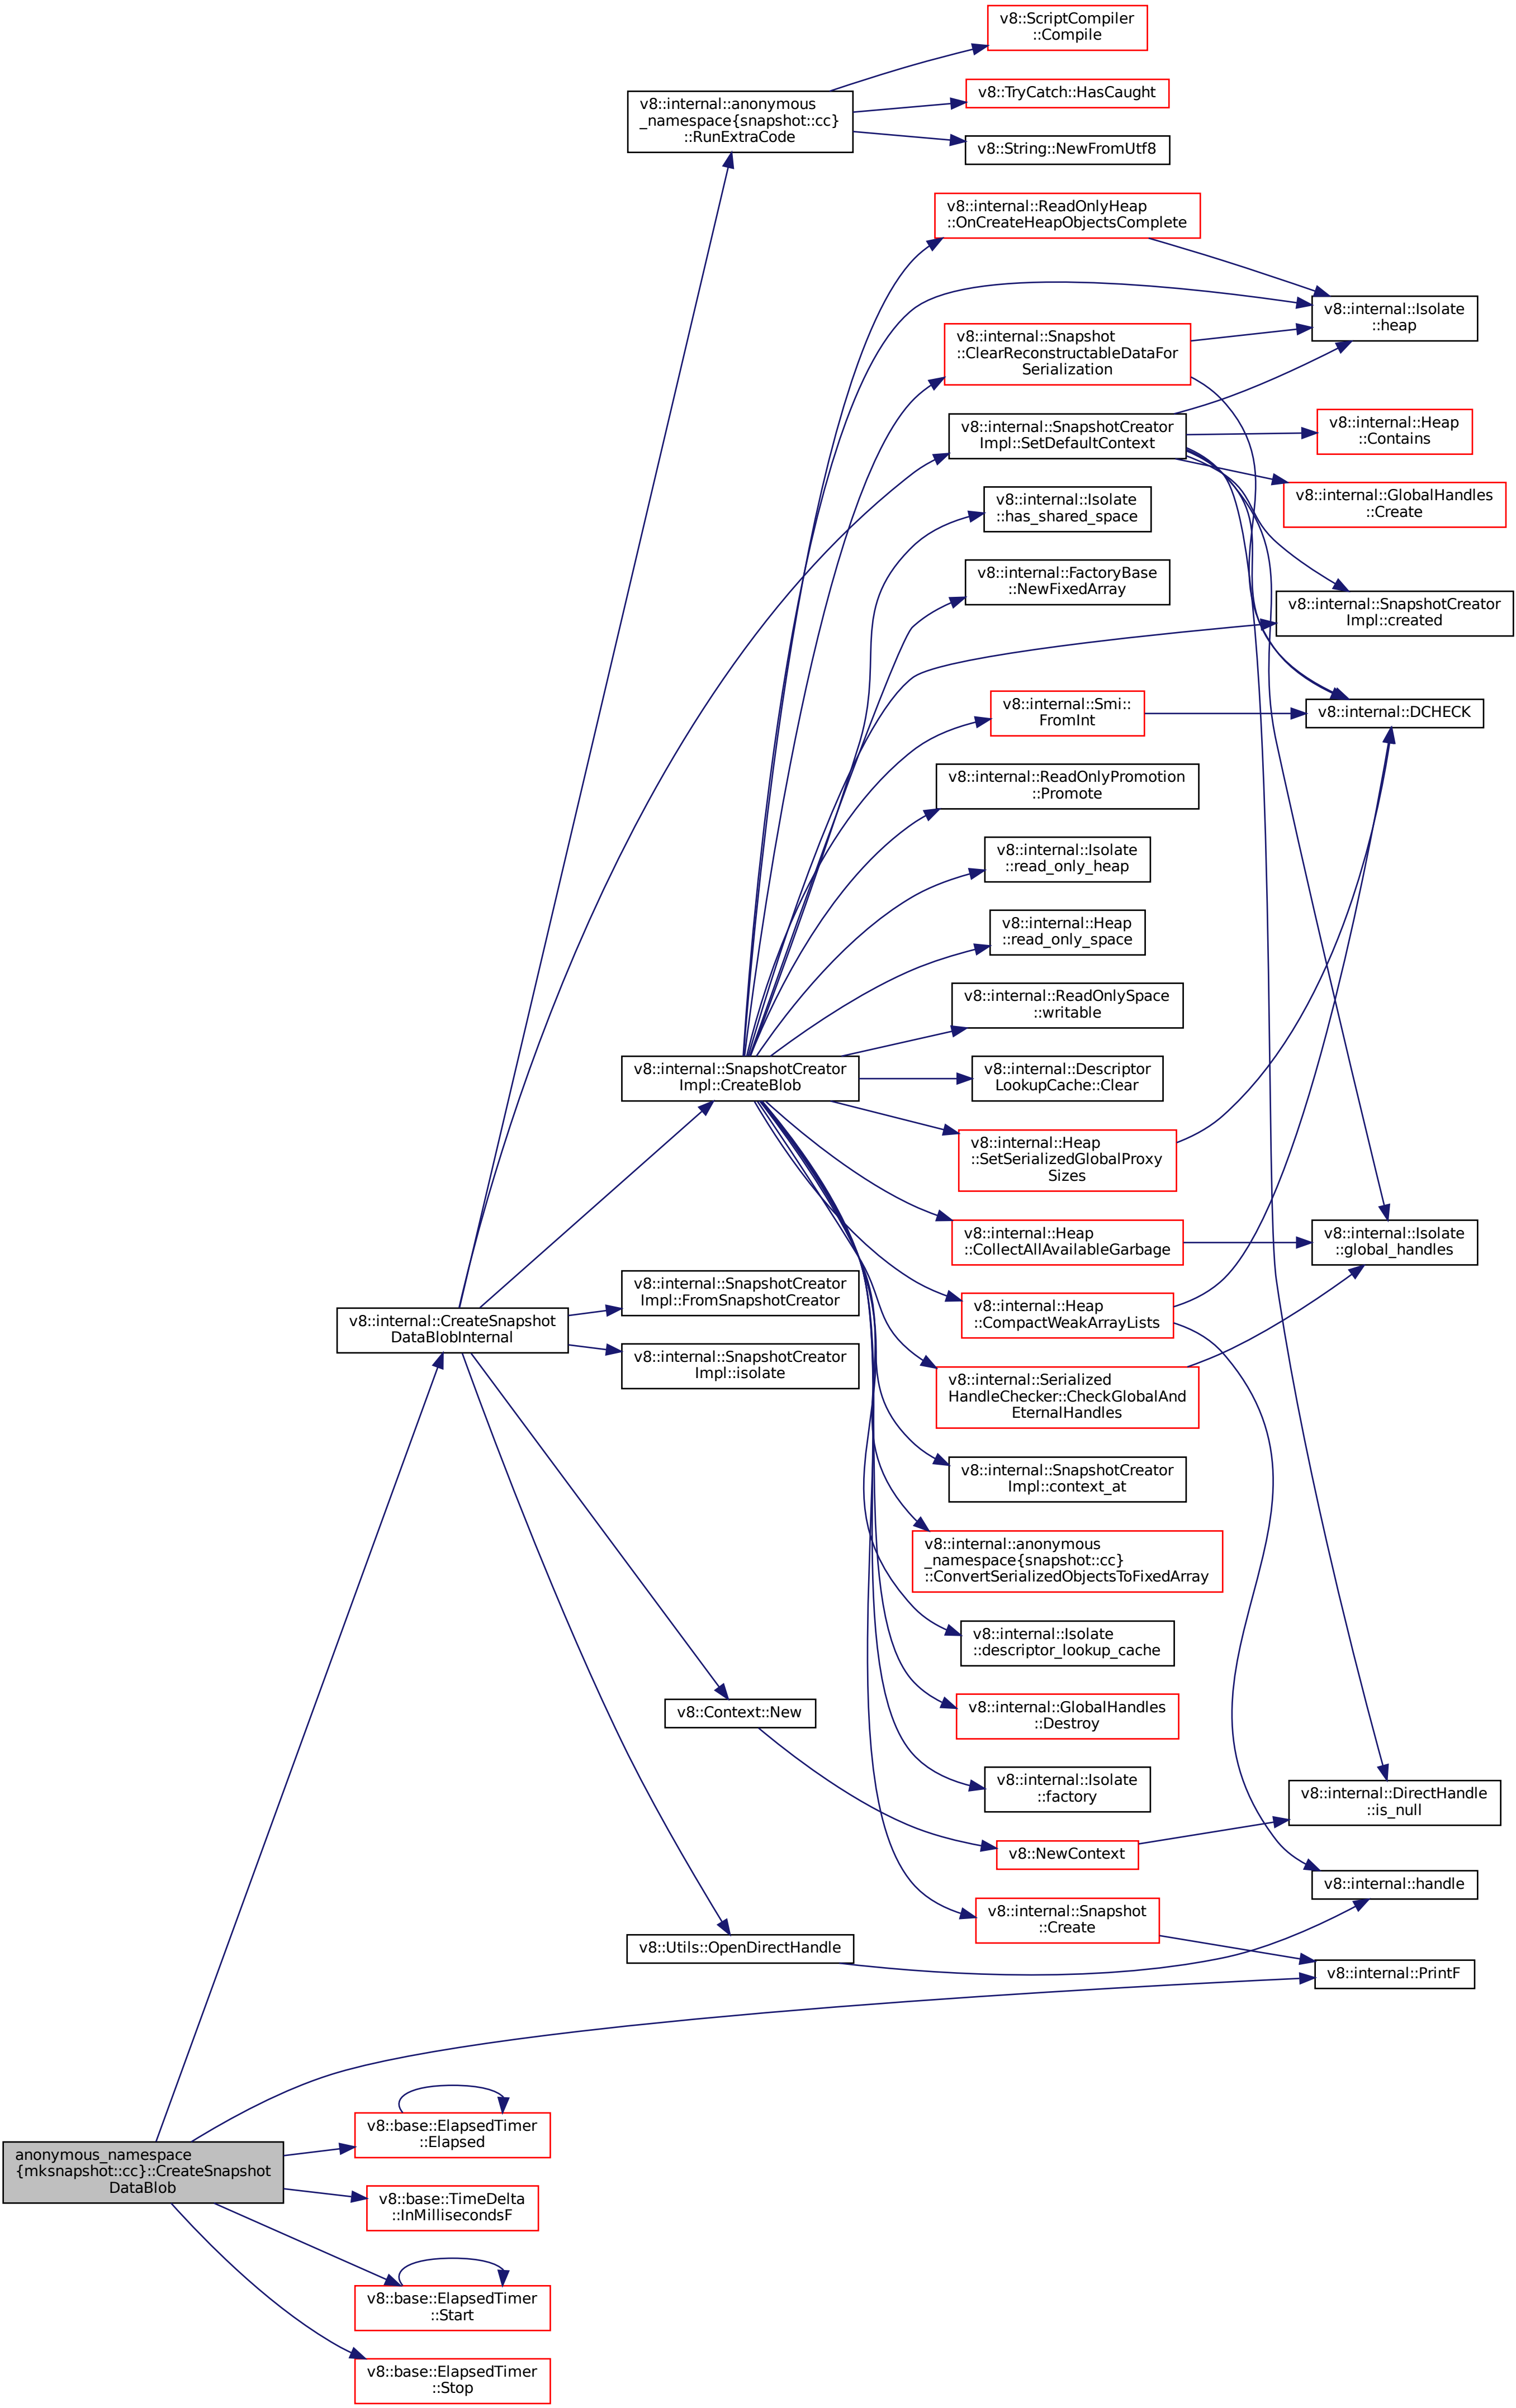 v8::ScriptCompiler
::Compile
v8::internal::anonymous
_namespace{snapshot::cc}
::RunExtraCode
v8::TryCatch::HasCaught
v8::String::NewFromUtf8
v8::internal::ReadOnlyHeap
::OnCreateHeapObjectsComplete
v8::internal::Isolate
::heap
v8::internal::Snapshot
::ClearReconstructableDataFor
Serialization
v8::internal::SnapshotCreator
Impl::SetDefaultContext
v8::internal::Heap
::Contains
v8::internal::GlobalHandles
::Create
v8::internal::Isolate
::has_shared_space
v8::internal::FactoryBase
::NewFixedArray
v8::internal::SnapshotCreator
Impl::created
v8::internal::Smi::
FromInt
v8::internal::DCHECK
v8::internal::ReadOnlyPromotion
::Promote
v8::internal::Isolate
::read_only_heap
v8::internal::Heap
::read_only_space
v8::internal::ReadOnlySpace
::writable
v8::internal::SnapshotCreator
Impl::CreateBlob
v8::internal::Descriptor
LookupCache::Clear
v8::internal::Heap
::SetSerializedGlobalProxy
Sizes
v8::internal::Heap
::CollectAllAvailableGarbage
v8::internal::Isolate
::global_handles
v8::internal::SnapshotCreator
Impl::FromSnapshotCreator
v8::internal::CreateSnapshot
DataBlobInternal
v8::internal::Heap
::CompactWeakArrayLists
v8::internal::SnapshotCreator
Impl::isolate
v8::internal::Serialized
HandleChecker::CheckGlobalAnd
EternalHandles
v8::internal::SnapshotCreator
Impl::context_at
v8::internal::anonymous
_namespace{snapshot::cc}
::ConvertSerializedObjectsToFixedArray
v8::internal::Isolate
::descriptor_lookup_cache
v8::Context::New
v8::internal::GlobalHandles
::Destroy
v8::internal::Isolate
::factory
v8::internal::DirectHandle
::is_null
v8::NewContext
v8::internal::handle
v8::internal::Snapshot
::Create
v8::Utils::OpenDirectHandle
v8::internal::PrintF
v8::base::ElapsedTimer
::Elapsed
anonymous_namespace
{mksnapshot::cc}::CreateSnapshot
DataBlob
v8::base::TimeDelta
::InMillisecondsF
v8::base::ElapsedTimer
::Start
v8::base::ElapsedTimer
::Stop